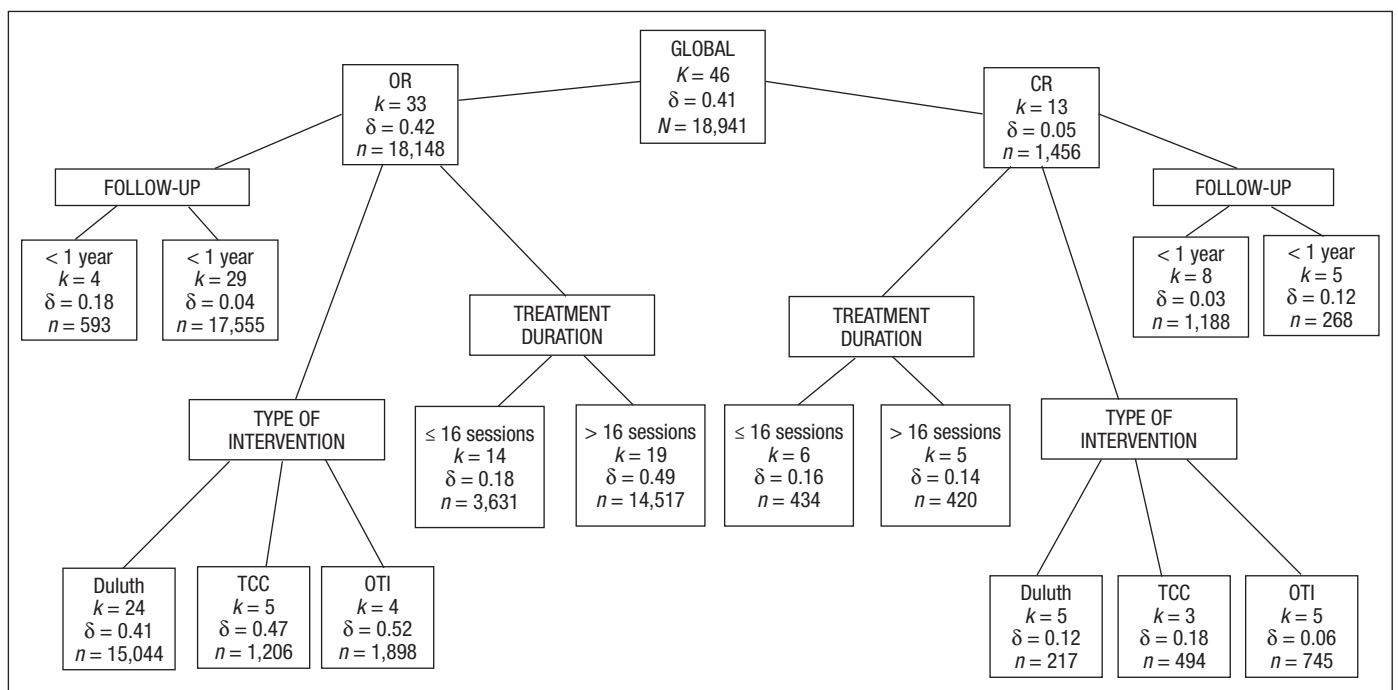 GLOBAL
K = 46
δ = 0.41
N = 18,941
OR
k = 33
δ = 0.42
n = 18,148
CR
k = 13
δ = 0.05
n = 1,456
FOLLOW-UP
< 1 year
k = 4
δ = 0.18
n = 593
< 1 year
k = 29
δ = 0.04
n = 17,555
TREATMENT
DURATION
≤ 16 sessions
k = 14
δ = 0.18
n = 3,631
> 16 sessions
k = 19
δ = 0.49
n = 14,517
TYPE OF
INTERVENTION
Duluth
k = 24
δ = 0.41
n = 15,044
TCC
k = 5
δ = 0.47
n = 1,206
OTI
k = 4
δ = 0.52
n = 1,898
FOLLOW-UP
< 1 year
k = 8
δ = 0.03
n = 1,188
< 1 year
k = 5
δ = 0.12
n = 268
TREATMENT
DURATION
≤ 16 sessions
k = 6
δ = 0.16
n = 434
> 16 sessions
k = 5
δ = 0.14
n = 420
TYPE OF
INTERVENTION
Duluth
k = 5
δ = 0.12
n = 217
TCC
k = 3
δ = 0.18
n = 494
OTI
k = 5
δ = 0.06
n = 745